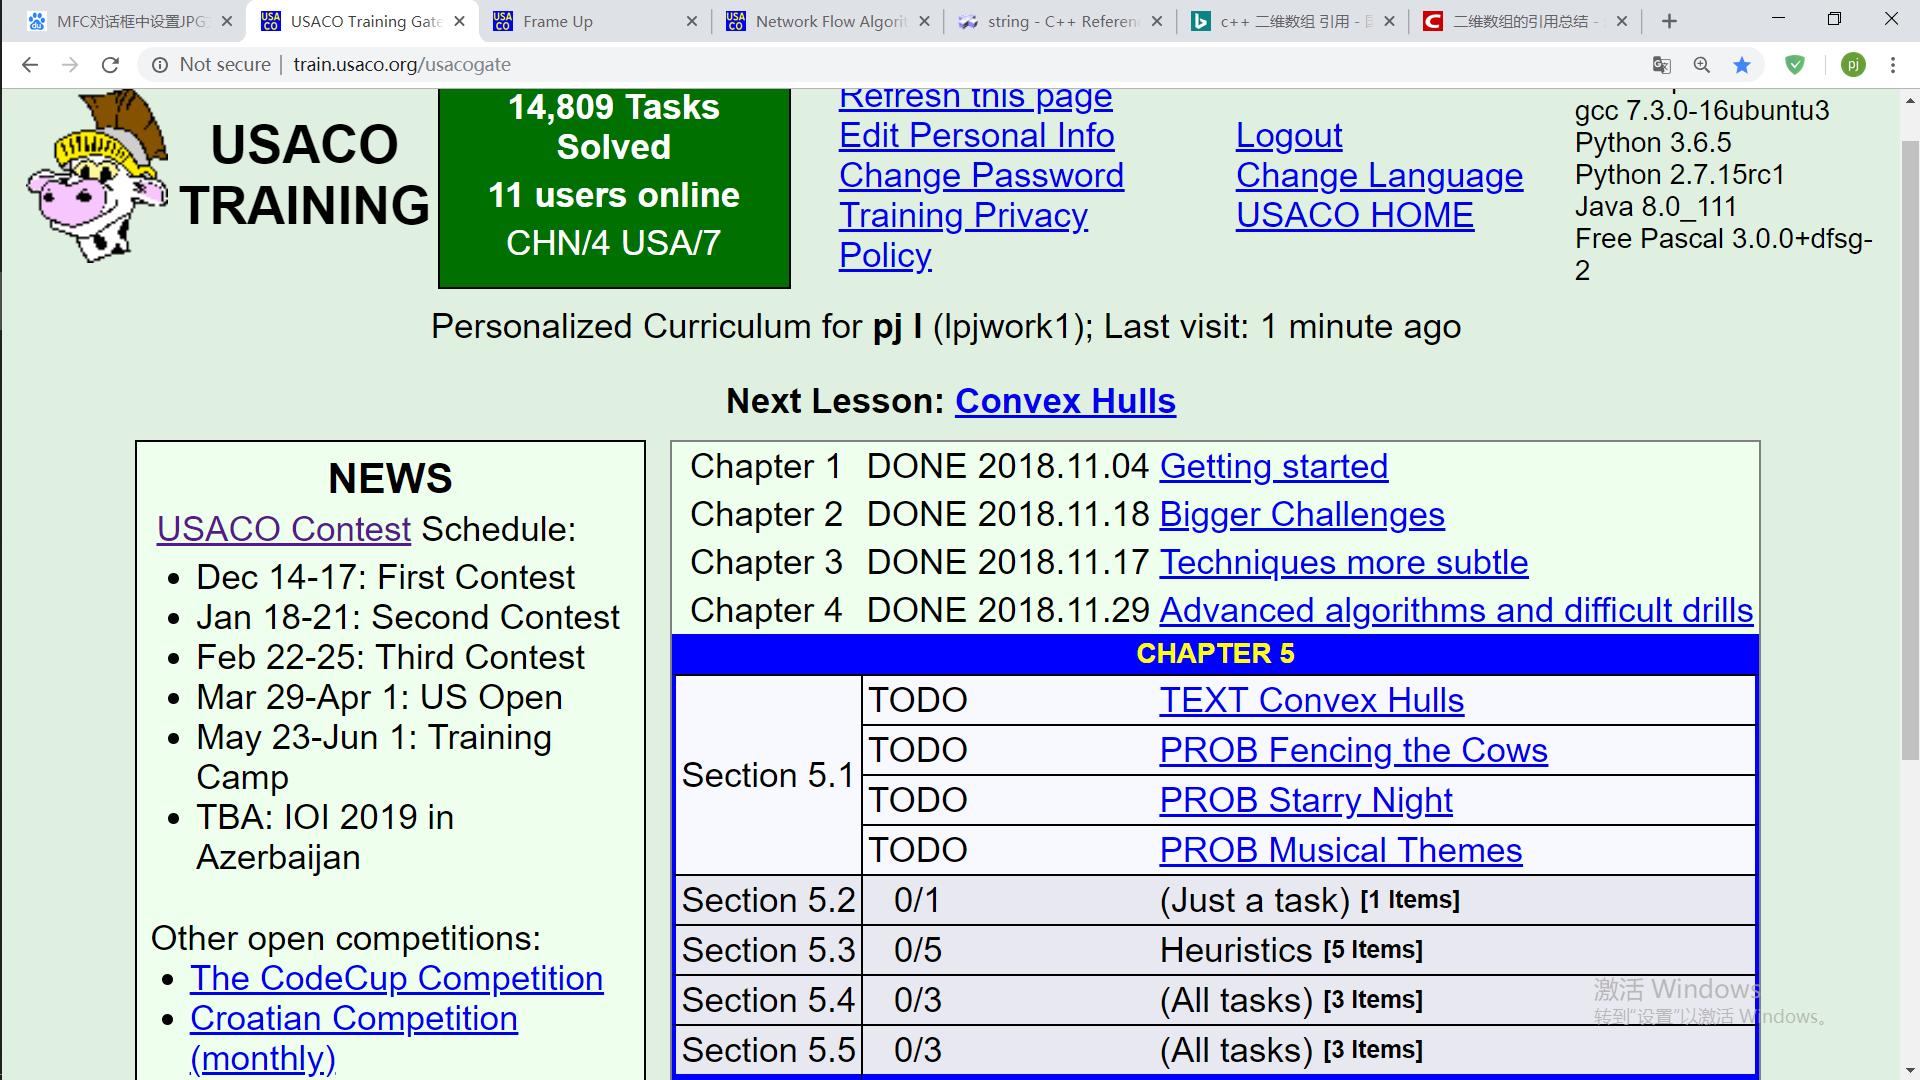 MFC对话框中设置JPG
USACO Training Gate
Frame Up
Network Flow Algorit
string - C++ Referen
c++ 二维数组 引用 -
二维数组的引用总结 -
Not secure | train.usaco.org/usacogate
pj
USACO
TRAINING
14,809 Tasks
Solved
11 users online
CHN/4 USA/7
Refresh this page
Edit Personal Info
Change Password
Training Privacy
Policy
Logout
Change Language
USACO HOME
gcc 7.3.0-16ubuntu3
Python 3.6.5
Python 2.7.15rc1
Java 8.0_111
Free Pascal 3.0.0+dfsg-
2
Personalized Curriculum for pj l (lpjwork1); Last visit: 1 minute ago
Next Lesson: Convex Hulls
NEWS
USACO Contest Schedule:
• Dec 14-17: First Contest
• Jan 18-21: Second Contest
• Feb 22-25: Third Contest
• Mar 29-Apr 1: US Open
• May 23-Jun 1: Training
Camp
• TBA: IOI 2019 in
Azerbaijan
Other open competitions:
• The CodeCup Competition
• Croatian Competition
(monthly)
Chapter 1 DONE 2018.11.04 Getting started
Chapter 2 DONE 2018.11.18 Bigger Challenges
Chapter 3 DONE 2018.11.17 Techniques more subtle
Chapter 4 DONE 2018.11.29 Advanced algorithms and difficult drills
CHAPTER 5
Section 5.1
TODO TEXT Convex Hulls
TODO PROB Fencing the Cows
TODO PROB Starry Night
TODO PROB Musical Themes
Section 5.2 0/1 (Just a task) [1 Items]
Section 5.3 0/5 Heuristics [5 Items]
Section 5.4 0/3 (All tasks) [3 Items]
Section 5.5 0/3 (All tasks) [3 Items]
激活 Windows
转到“设置”以激活 Windows。